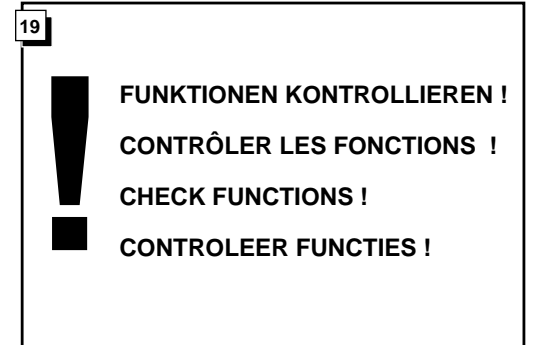 19
!
FUNKTIONEN KONTROLLIEREN !
CONTRÔLER LES FONCTIONS !
CHECK FUNCTIONS !
CONTROLEER FUNCTIES !